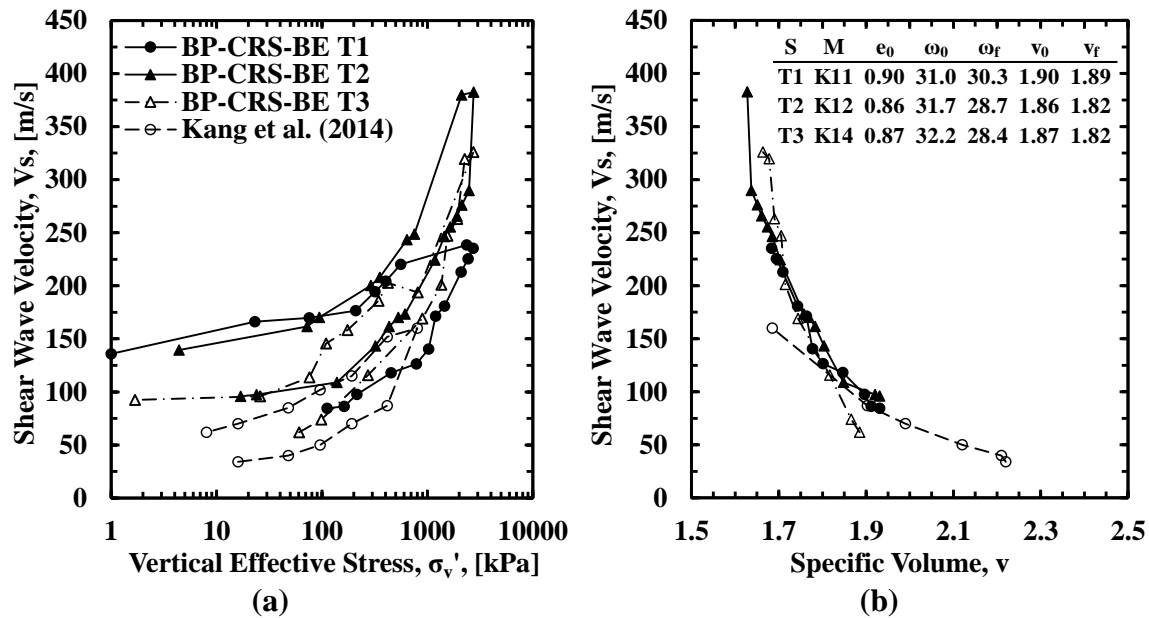 450
400
350
300
250
200
150
100
50
0
Shear Wave Velocity, Vs, [m/s]
BP-CRS-BE T1
BP-CRS-BE T2
BP-CRS-BE T3
Kang et al. (2014)
1 10 100 1000 10000
Vertical Effective Stress, σv', [kPa]
(a)
450
400
350
300
250
200
150
100
50
0
Shear Wave Velocity, Vs, [m/s]
S M e0 ω0 ωf v0 vf
T1 K11 0.90 31.0 30.3 1.90 1.89
T2 K12 0.86 31.7 28.7 1.86 1.82
T3 K14 0.87 32.2 28.4 1.87 1.82
1.5 1.7 1.9 2.1 2.3 2.5
Specific Volume, v
(b)